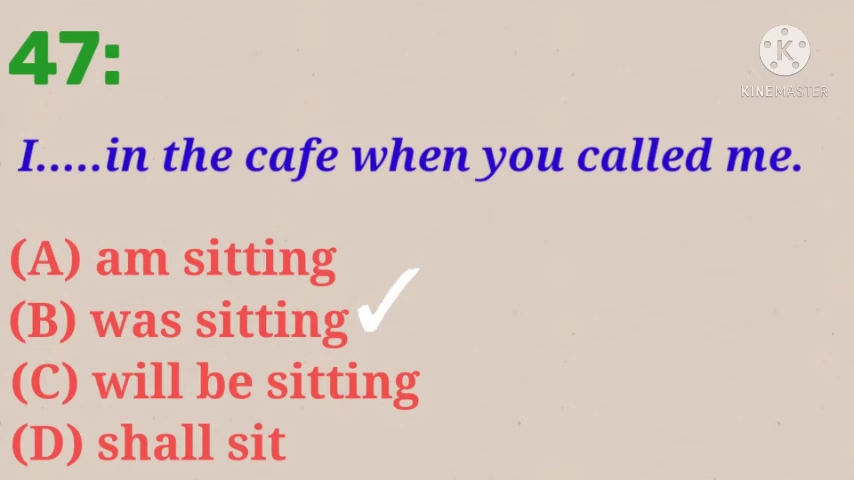 47:
K
KINEMASTER
I.....in the cafe when you called me.
(A) am sitting
(B) was sitting
(C) will be sitting
(D) shall sit